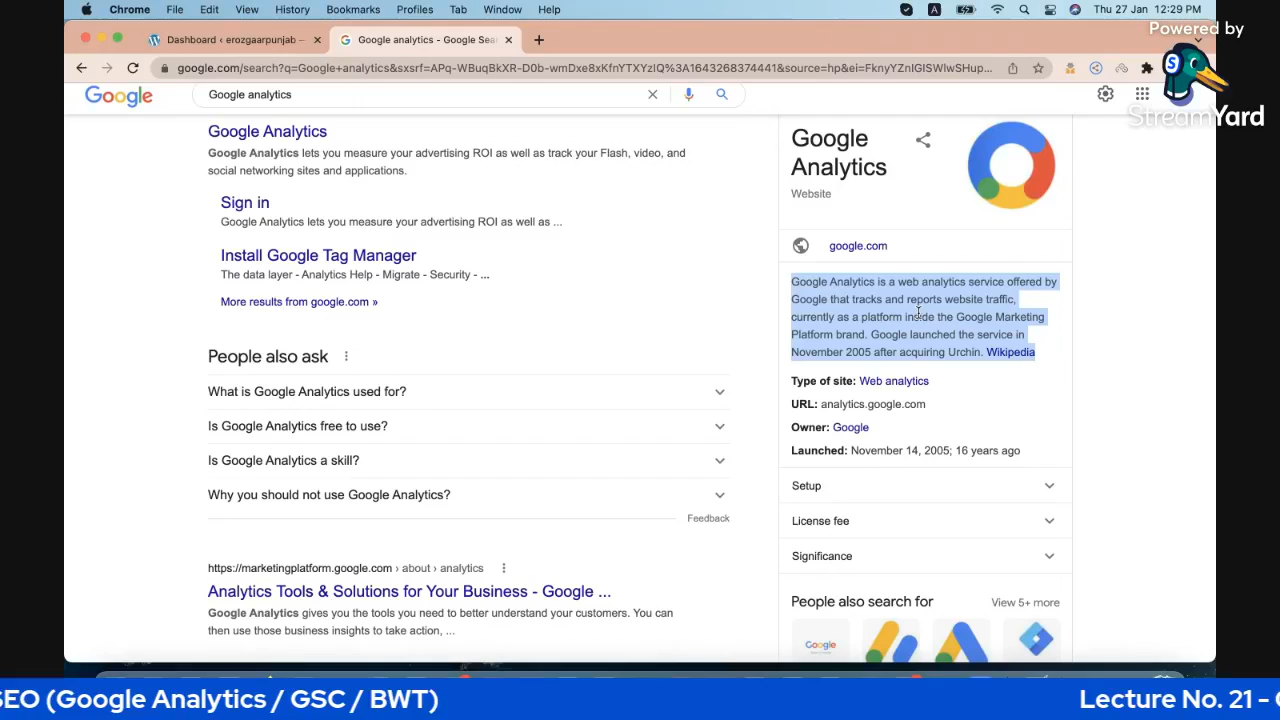 Chrome File Edit View History Bookmarks Profiles Tab Window Help
A
Thu 27 Jan 12:29 PM
Powered by
StreamYard
Dashboard ‹ erozgaarpunjab —
Google analytics - Google Sea
google.com/search?q=Google+analytics&sxsrf=APq-WBuqBkXR-D0b-wmDxe8xKfnYTXYzIQ%3A1643268374441&source=hp&ei=FknyYZnIGISWlwSHup...
Google
Google analytics
Google Analytics
Google Analytics lets you measure your advertising ROI as well as track your Flash, video, and
social networking sites and applications.
Sign in
Google Analytics lets you measure your advertising ROI as well as ...
Install Google Tag Manager
The data layer - Analytics Help - Migrate - Security - ...
More results from google.com »
People also ask
What is Google Analytics used for?
Is Google Analytics free to use?
Is Google Analytics a skill?
Why you should not use Google Analytics?
Feedback
https://marketingplatform.google.com › about › analytics
Analytics Tools & Solutions for Your Business - Google ...
Google Analytics gives you the tools you need to better understand your customers. You can
then use those business insights to take action, ...
Google
Analytics
Website
google.com
Google Analytics is a web analytics service offered by
Google that tracks and reports website traffic,
currently as a platform inside the Google Marketing
Platform brand. Google launched the service in
November 2005 after acquiring Urchin. Wikipedia
Type of site: Web analytics
URL: analytics.google.com
Owner: Google
Launched: November 14, 2005; 16 years ago
Setup
License fee
Significance
People also search for
View 5+ more
Google
SEO (Google Analytics / GSC / BWT)
Lecture No. 21 -